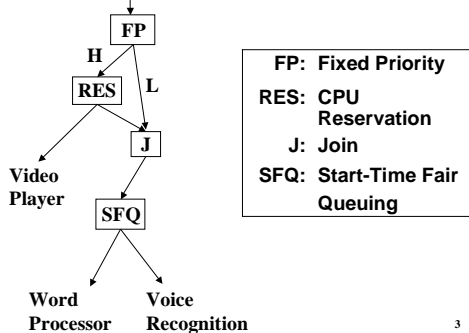 FP
H
L
RES
J
Video
Player
SFQ
Word
Processor
Voice
Recognition
FP: Fixed Priority
RES: CPU
Reservation
J: Join
SFQ: Start-Time Fair
Queuing
3